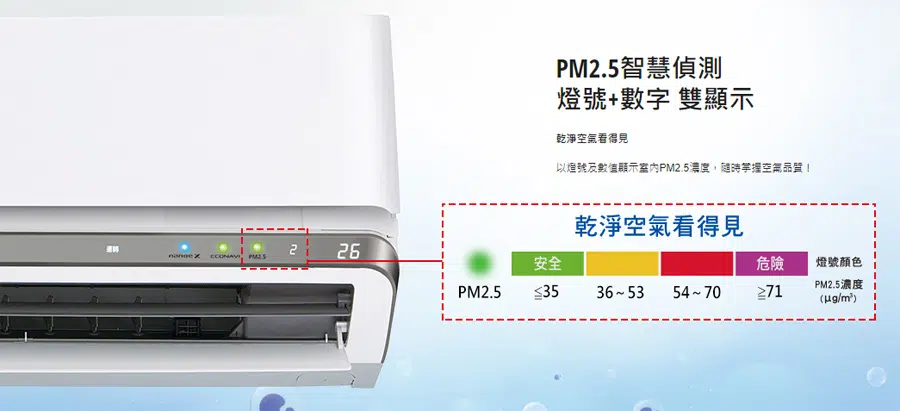 PM2.5智慧偵測
燈號+數字 雙顯示
乾淨空氣看得見
以燈號及數值顯示室內PM2.5濃度，隨時掌握空氣品質！
乾淨空氣看得見
安全 危險 燈號顏色
PM2.5 ≦35 36~53 54~70 ≧71 PM2.5濃度
(μg/m³)
運轉 nanoe X ECONAVI PM2.5 2 26